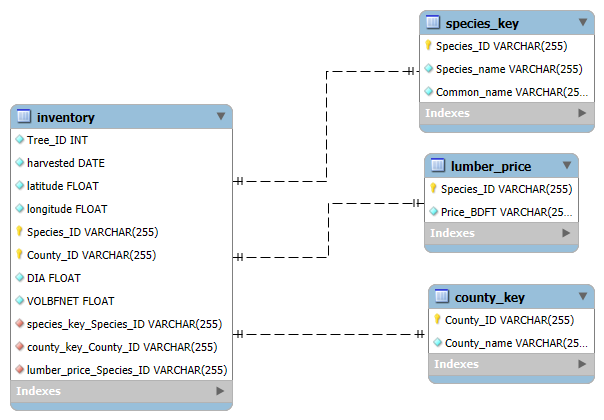 species_key
Species_ID VARCHAR(255)
Species_name VARCHAR(255)
Common_name VARCHAR(25...
Indexes
inventory
Tree_ID INT
harvested DATE
latitude FLOAT
longitude FLOAT
Species_ID VARCHAR(255)
County_ID VARCHAR(255)
DIA FLOAT
VOLBFNET FLOAT
species_key_Species_ID VARCHAR(255)
county_key_County_ID VARCHAR(255)
lumber_price_Species_ID VARCHAR(255)
Indexes
lumber_price
Species_ID VARCHAR(255)
Price_BDFT VARCHAR(25...
Indexes
county_key
County_ID VARCHAR(255)
County_name VARCHAR(25...
Indexes